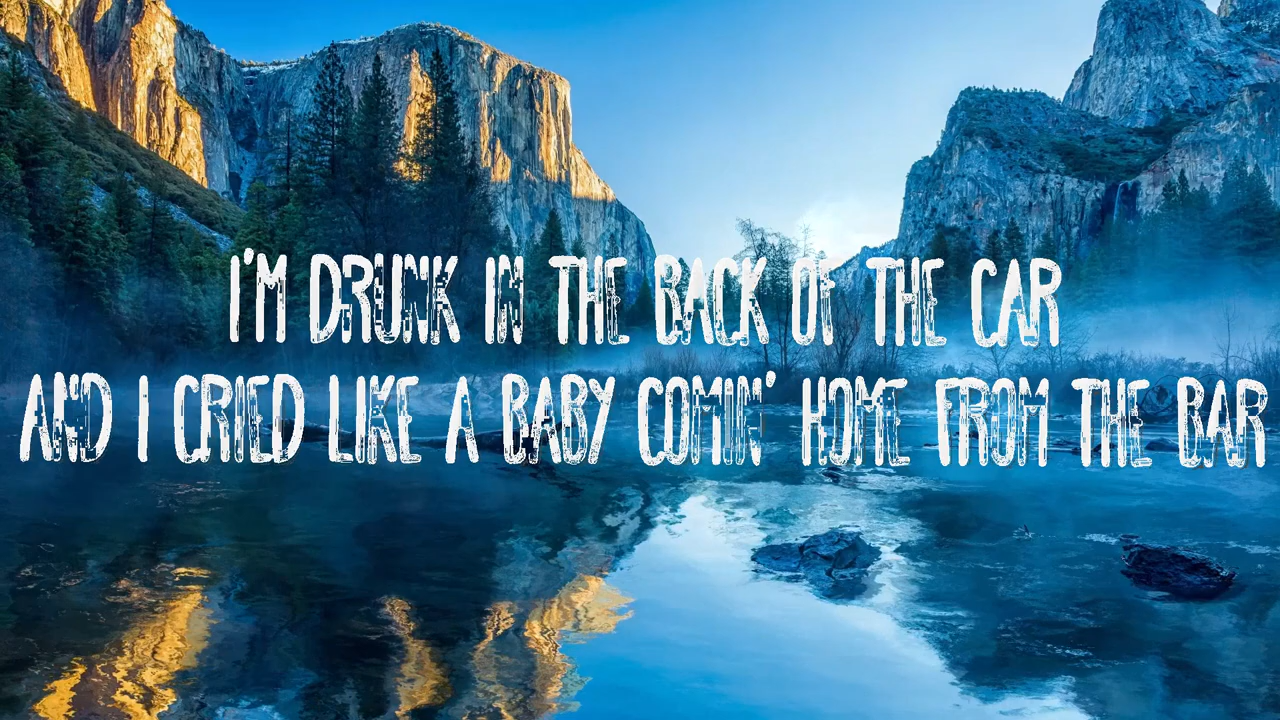 I'M DRUNK IN THE BACK OF THE CAR
AND I CRIED LIKE A BABY COMIN' HOME FROM THE BAR